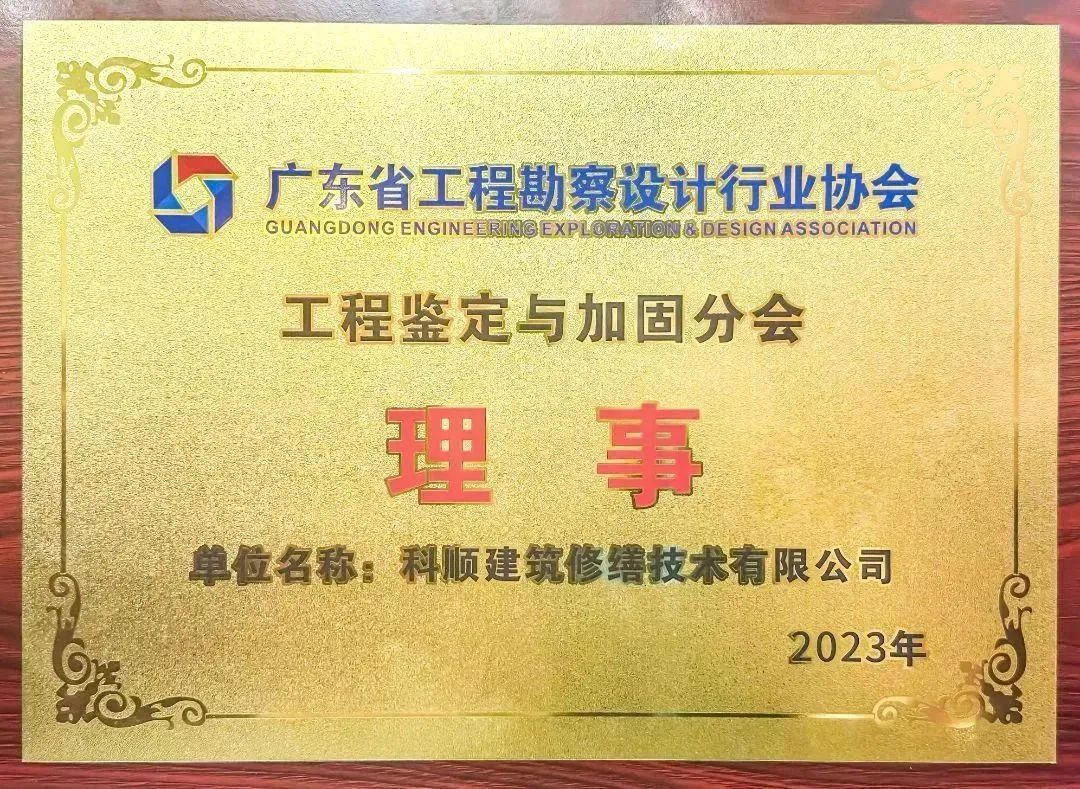 广东省工程勘察设计行业协会
GUANGDONG ENGINEERING EXPLORATION & DESIGN ASSOCIATION
工程鉴定与加固分会
理 事
单位名称：科顺建筑修缮技术有限公司
2023年